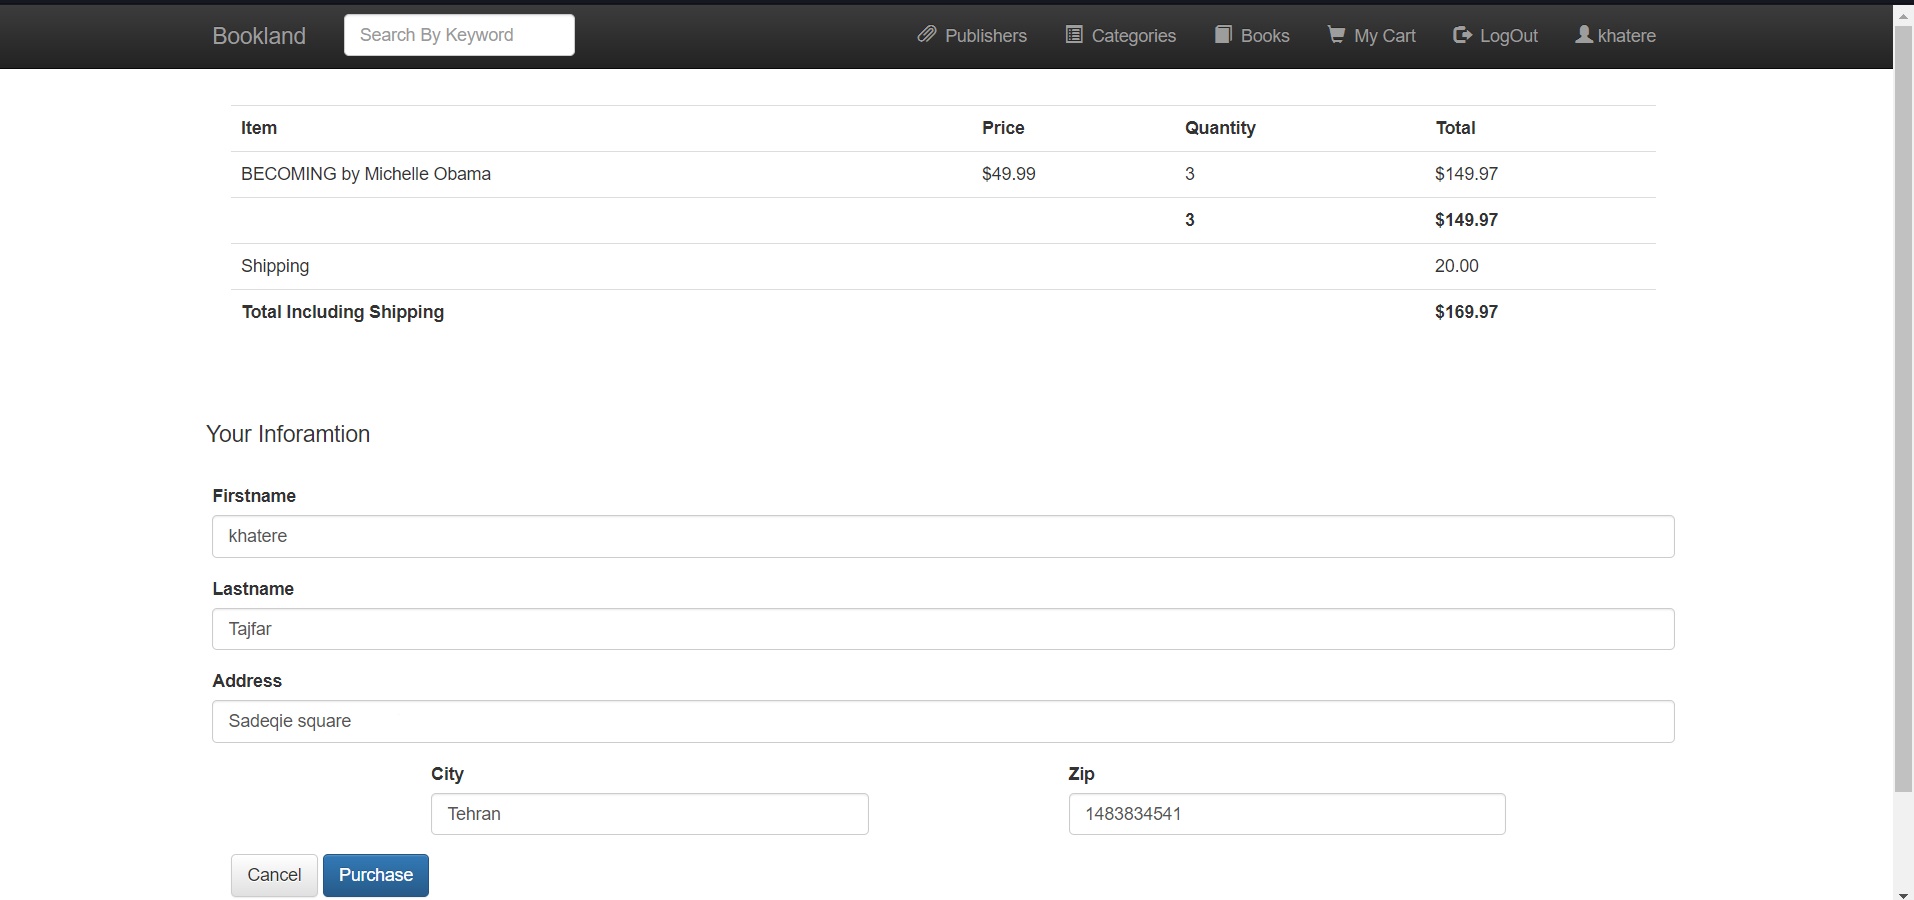 Bookland Search By Keyword Publishers Categories Books My Cart LogOut khatere
Item Price Quantity Total
BECOMING by Michelle Obama $49.99 3 $149.97
3 $149.97
Shipping 20.00
Total Including Shipping $169.97
Your Inforamtion
Firstname
khatere
Lastname
Tajfar
Address
Sadeqie square
City Zip
Tehran 1483834541
Cancel Purchase